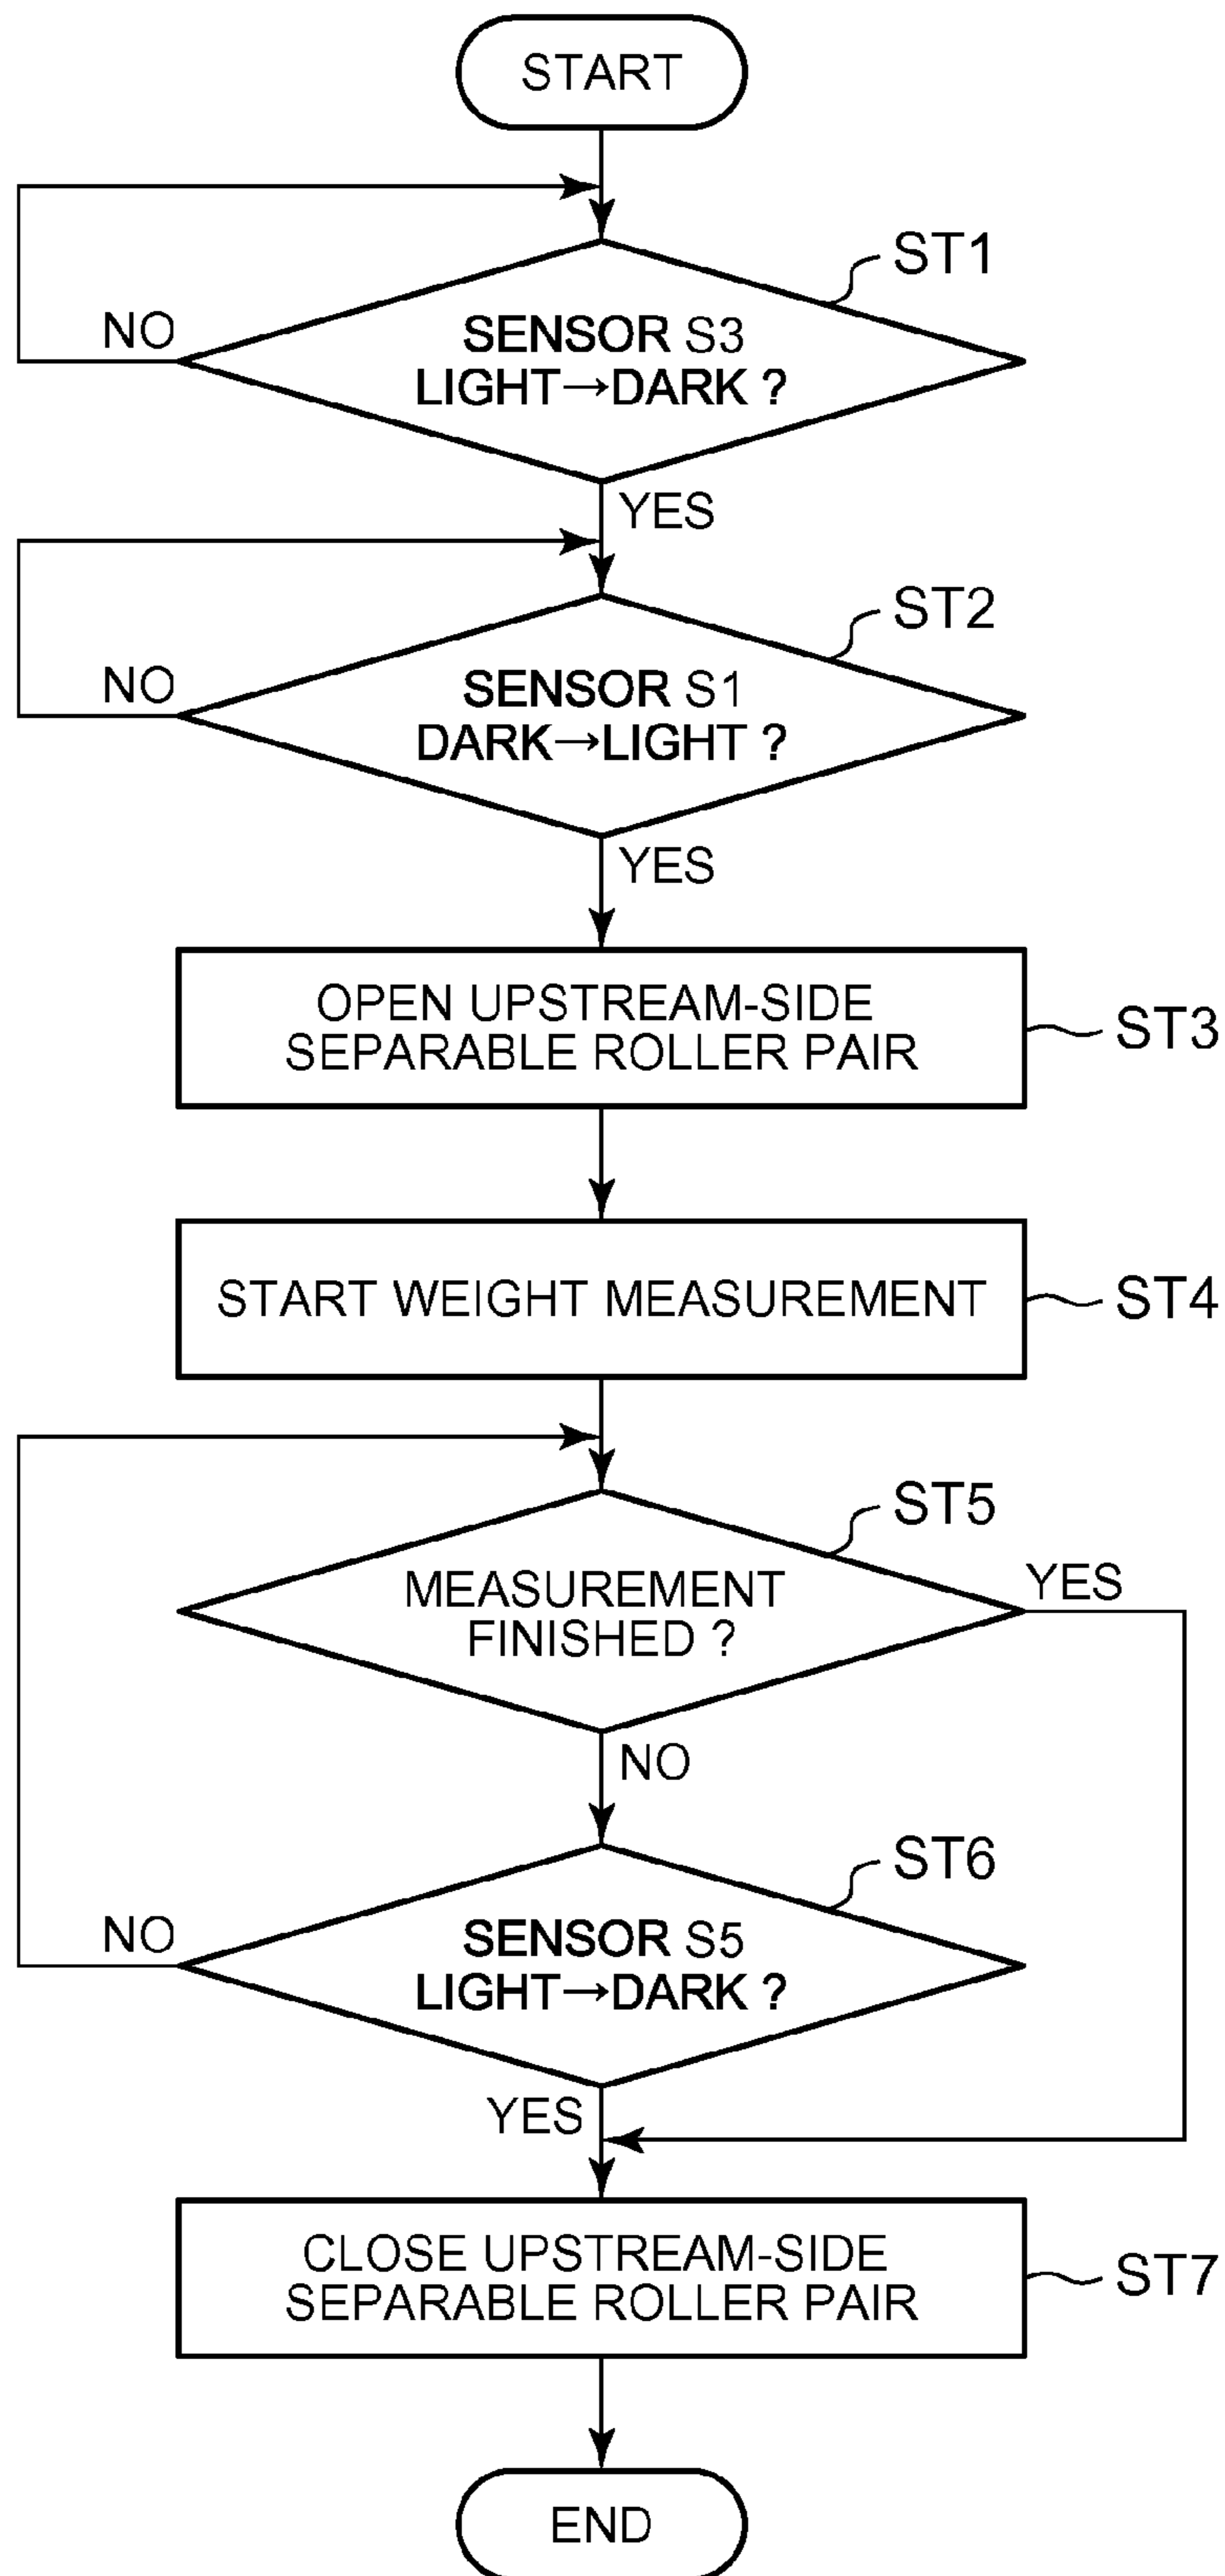 START
ST1
NO
SENSOR S3
LIGHT→DARK ?
YES
ST2
NO
SENSOR S1
DARK→LIGHT ?
YES
OPEN UPSTREAM-SIDE
SEPARABLE ROLLER PAIR
ST3
START WEIGHT MEASUREMENT
ST4
ST5
MEASUREMENT
FINISHED ?
YES
NO
ST6
NO
SENSOR S5
LIGHT→DARK ?
YES
CLOSE UPSTREAM-SIDE
SEPARABLE ROLLER PAIR
ST7
END